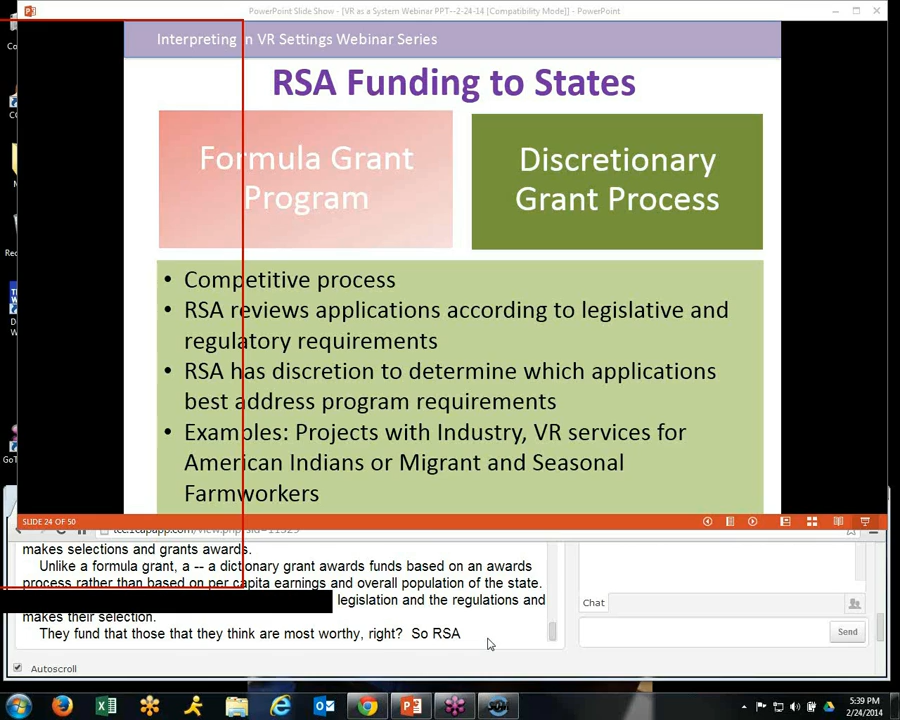 PowerPoint Slide Show - [VR as a System Webinar PPT--2-24-14 [Compatibility Mode]] - PowerPoint
Interpreting in VR Settings Webinar Series
RSA Funding to States
Formula Grant
Program
Discretionary
Grant Process
• Competitive process
• RSA reviews applications according to legislative and
regulatory requirements
• RSA has discretion to determine which applications
best address program requirements
• Examples: Projects with Industry, VR services for
American Indians or Migrant and Seasonal
Farmworkers
SLIDE 24 OF 50
makes selections and grants awards.
Unlike a formula grant, a -- a dictionary grant awards funds based on an awards
process rather than based on per capita earnings and overall population of the state.
legislation and the regulations and
makes their selection.
They fund that those that they think are most worthy, right? So RSA
Chat
Send
Autoscroll
5:39 PM
2/24/2014